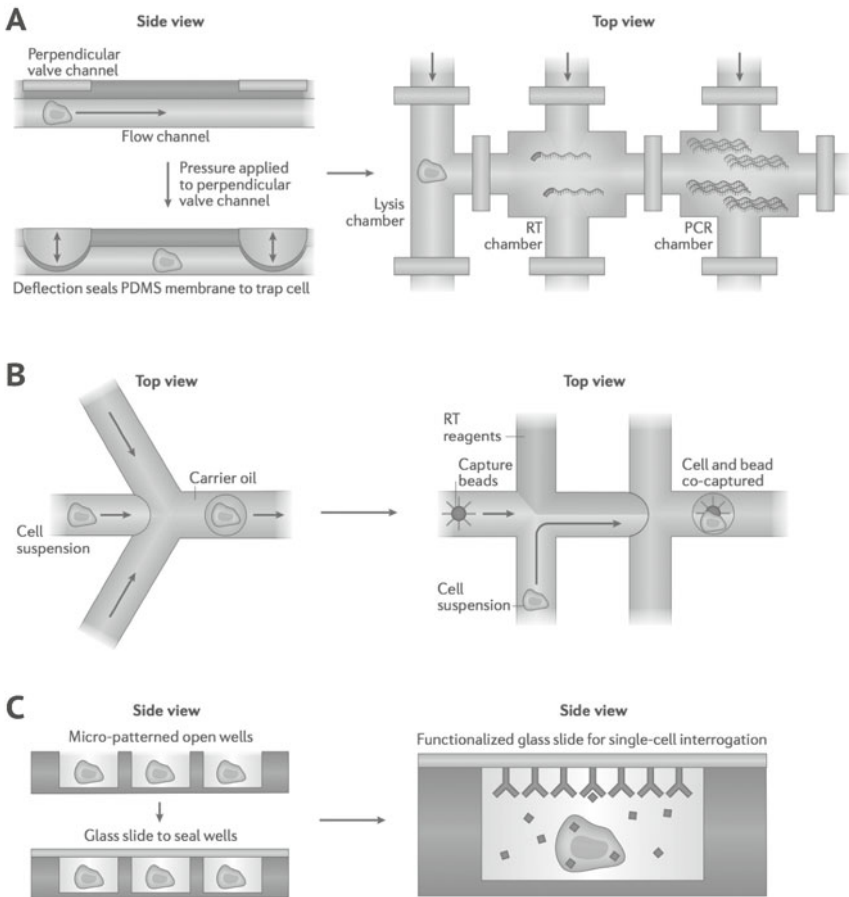 A
Side view
Top view
Perpendicular
valve channel
Flow channel
Pressure applied
to perpendicular
valve channel
Deflection seals PDMS membrane to trap cell
Lysis
chamber
RT
chamber
PCR
chamber
B
Top view
Top view
Carrier oil
Cell
suspension
RT
reagents
Capture
beads
Cell and bead
co-captured
Cell
suspension
C
Side view
Side view
Micro-patterned open wells
Glass slide to seal wells
Functionalized glass slide for single-cell interrogation